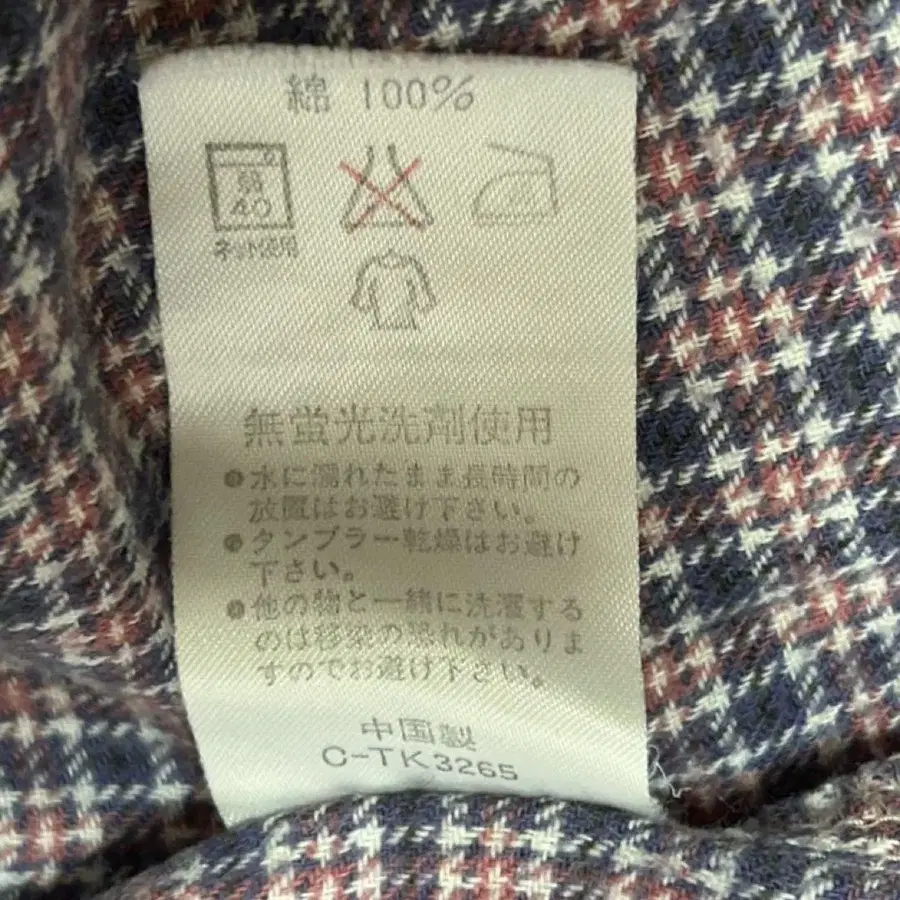 綿 100%
弱
40
ネット使用
無蛍光洗剤使用
●水に濡れたまま長時間の
放置はお避け下さい。
●タンブラー乾燥はお避け
下さい。
●他の物と一緒に洗濯する
のは移染の恐れがありま
すのでお避け下さい。
中国製
C-TK3265